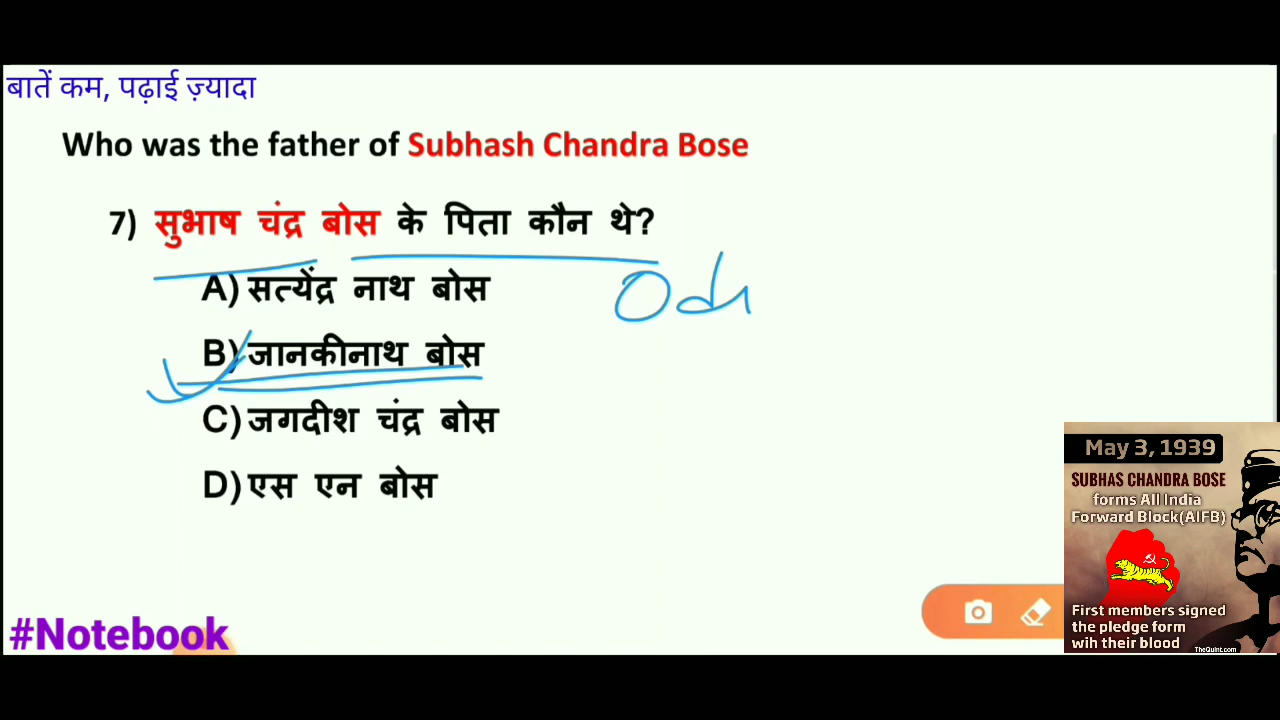 बातें कम, पढ़ाई ज़्यादा
Who was the father of Subhash Chandra Bose
7) सुभाष चंद्र बोस के पिता कौन थे?
A) सत्येंद्र नाथ बोस
B) जानकीनाथ बोस
C) जगदीश चंद्र बोस
D) एस एन बोस
#Notebook
May 3, 1939
SUBHAS CHANDRA BOSE
forms All India
Forward Block(AIFB)
First members signed
the pledge form
wih their blood
TheQuint.com